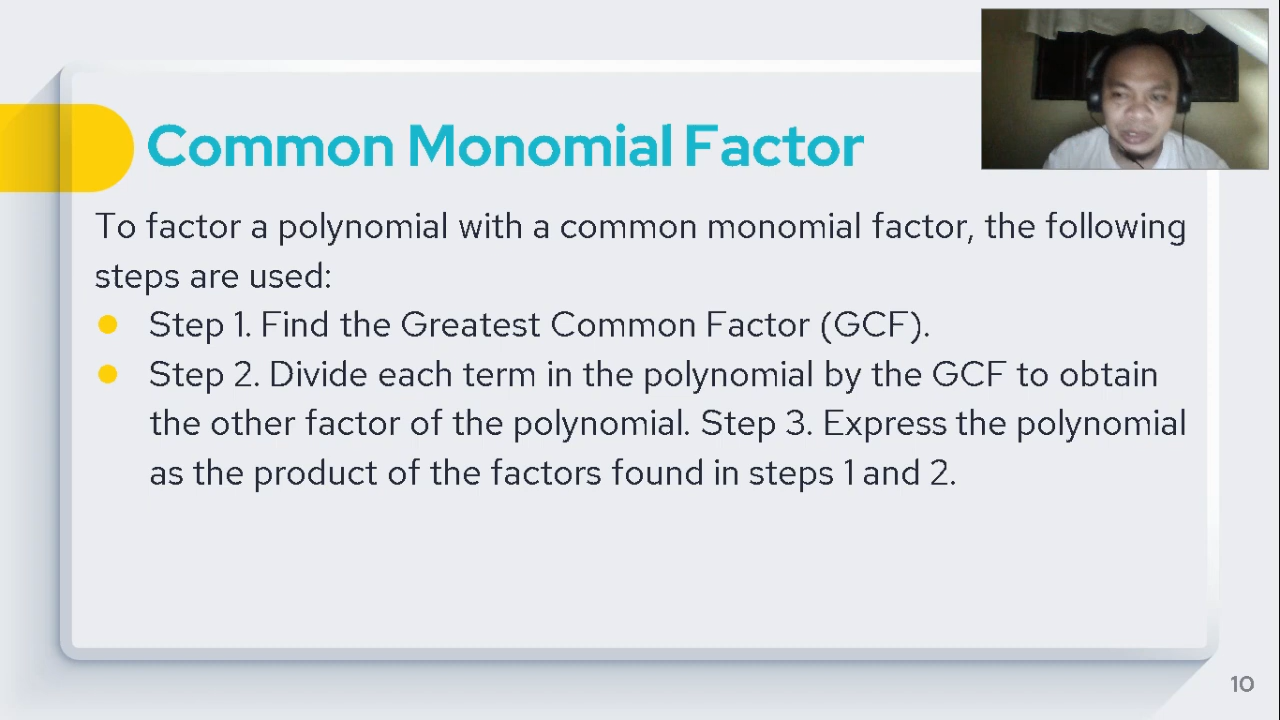 Common Monomial Factor
To factor a polynomial with a common monomial factor, the following
steps are used:
Step 1. Find the Greatest Common Factor (GCF).
Step 2. Divide each term in the polynomial by the GCF to obtain
the other factor of the polynomial. Step 3. Express the polynomial
as the product of the factors found in steps 1 and 2.
10